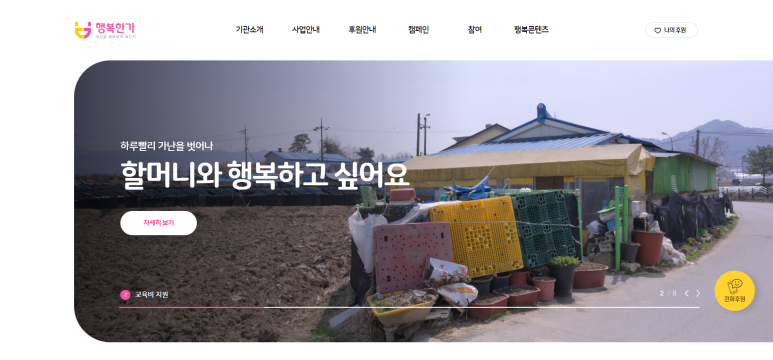 행복한가
기관소개
사업안내
후원안내
캠페인
참여
행복콘텐츠
나의후원
하루빨리 가난을 벗어나
할머니와 행복하고 싶어요
자세히 보기
교육비 지원
2 / 8
전화후원